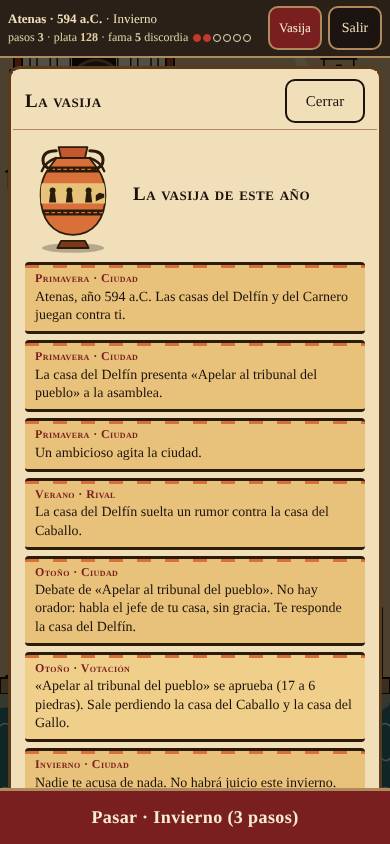 Atenas · 594 a.C. · Invierno
pasos 3 · plata 128 · fama 5 discordia
Vasija
Salir
La vasija
Cerrar
La vasija de este año
Primavera · Ciudad
Atenas, año 594 a.C. Las casas del Delfín y del Carnero
juegan contra ti.
Primavera · Ciudad
La casa del Delfín presenta «Apelar al tribunal del
pueblo» a la asamblea.
Primavera · Ciudad
Un ambicioso agita la ciudad.
Verano · Rival
La casa del Delfín suelta un rumor contra la casa del
Caballo.
Otoño · Ciudad
Debate de «Apelar al tribunal del pueblo». No hay
orador: habla el jefe de tu casa, sin gracia. Te responde
la casa del Delfín.
Otoño · Votación
«Apelar al tribunal del pueblo» se aprueba (17 a 6
piedras). Sale perdiendo la casa del Caballo y la casa del
Gallo.
Invierno · Ciudad
Nadie te acusa de nada. No habrá juicio este invierno.
Pasar · Invierno (3 pasos)